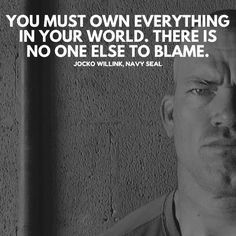 YOU MUST OWN EVERYTHING
IN YOUR WORLD. THERE IS
NO ONE ELSE TO BLAME.
JOCKO WILLINK, NAVY SEAL